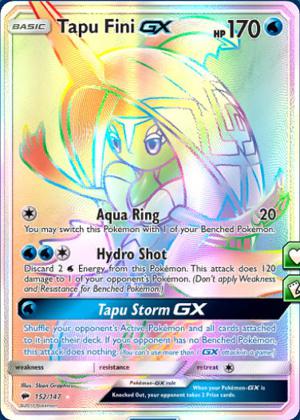 BASIC
Tapu Fini GX
HP 170
Aqua Ring 20
You may switch this Pokémon with 1 of your Benched Pokémon.
Hydro Shot
Discard 2 Energy from this Pokémon. This attack does 120
damage to 1 of your opponent's Pokémon. (Don't apply Weakness
and Resistance for Benched Pokémon.)
Tapu Storm GX
Shuffle your opponent's Active Pokémon and all cards attached
to it into their deck. If your opponent has no Benched Pokémon,
this attack does nothing. (You can't use more than 1 GX attack in a game.)
weakness resistance retreat
Pokémon-GX rule
When your Pokémon-GX is Knocked
Out, your opponent takes 2 Prize cards.
Illus.
152/147